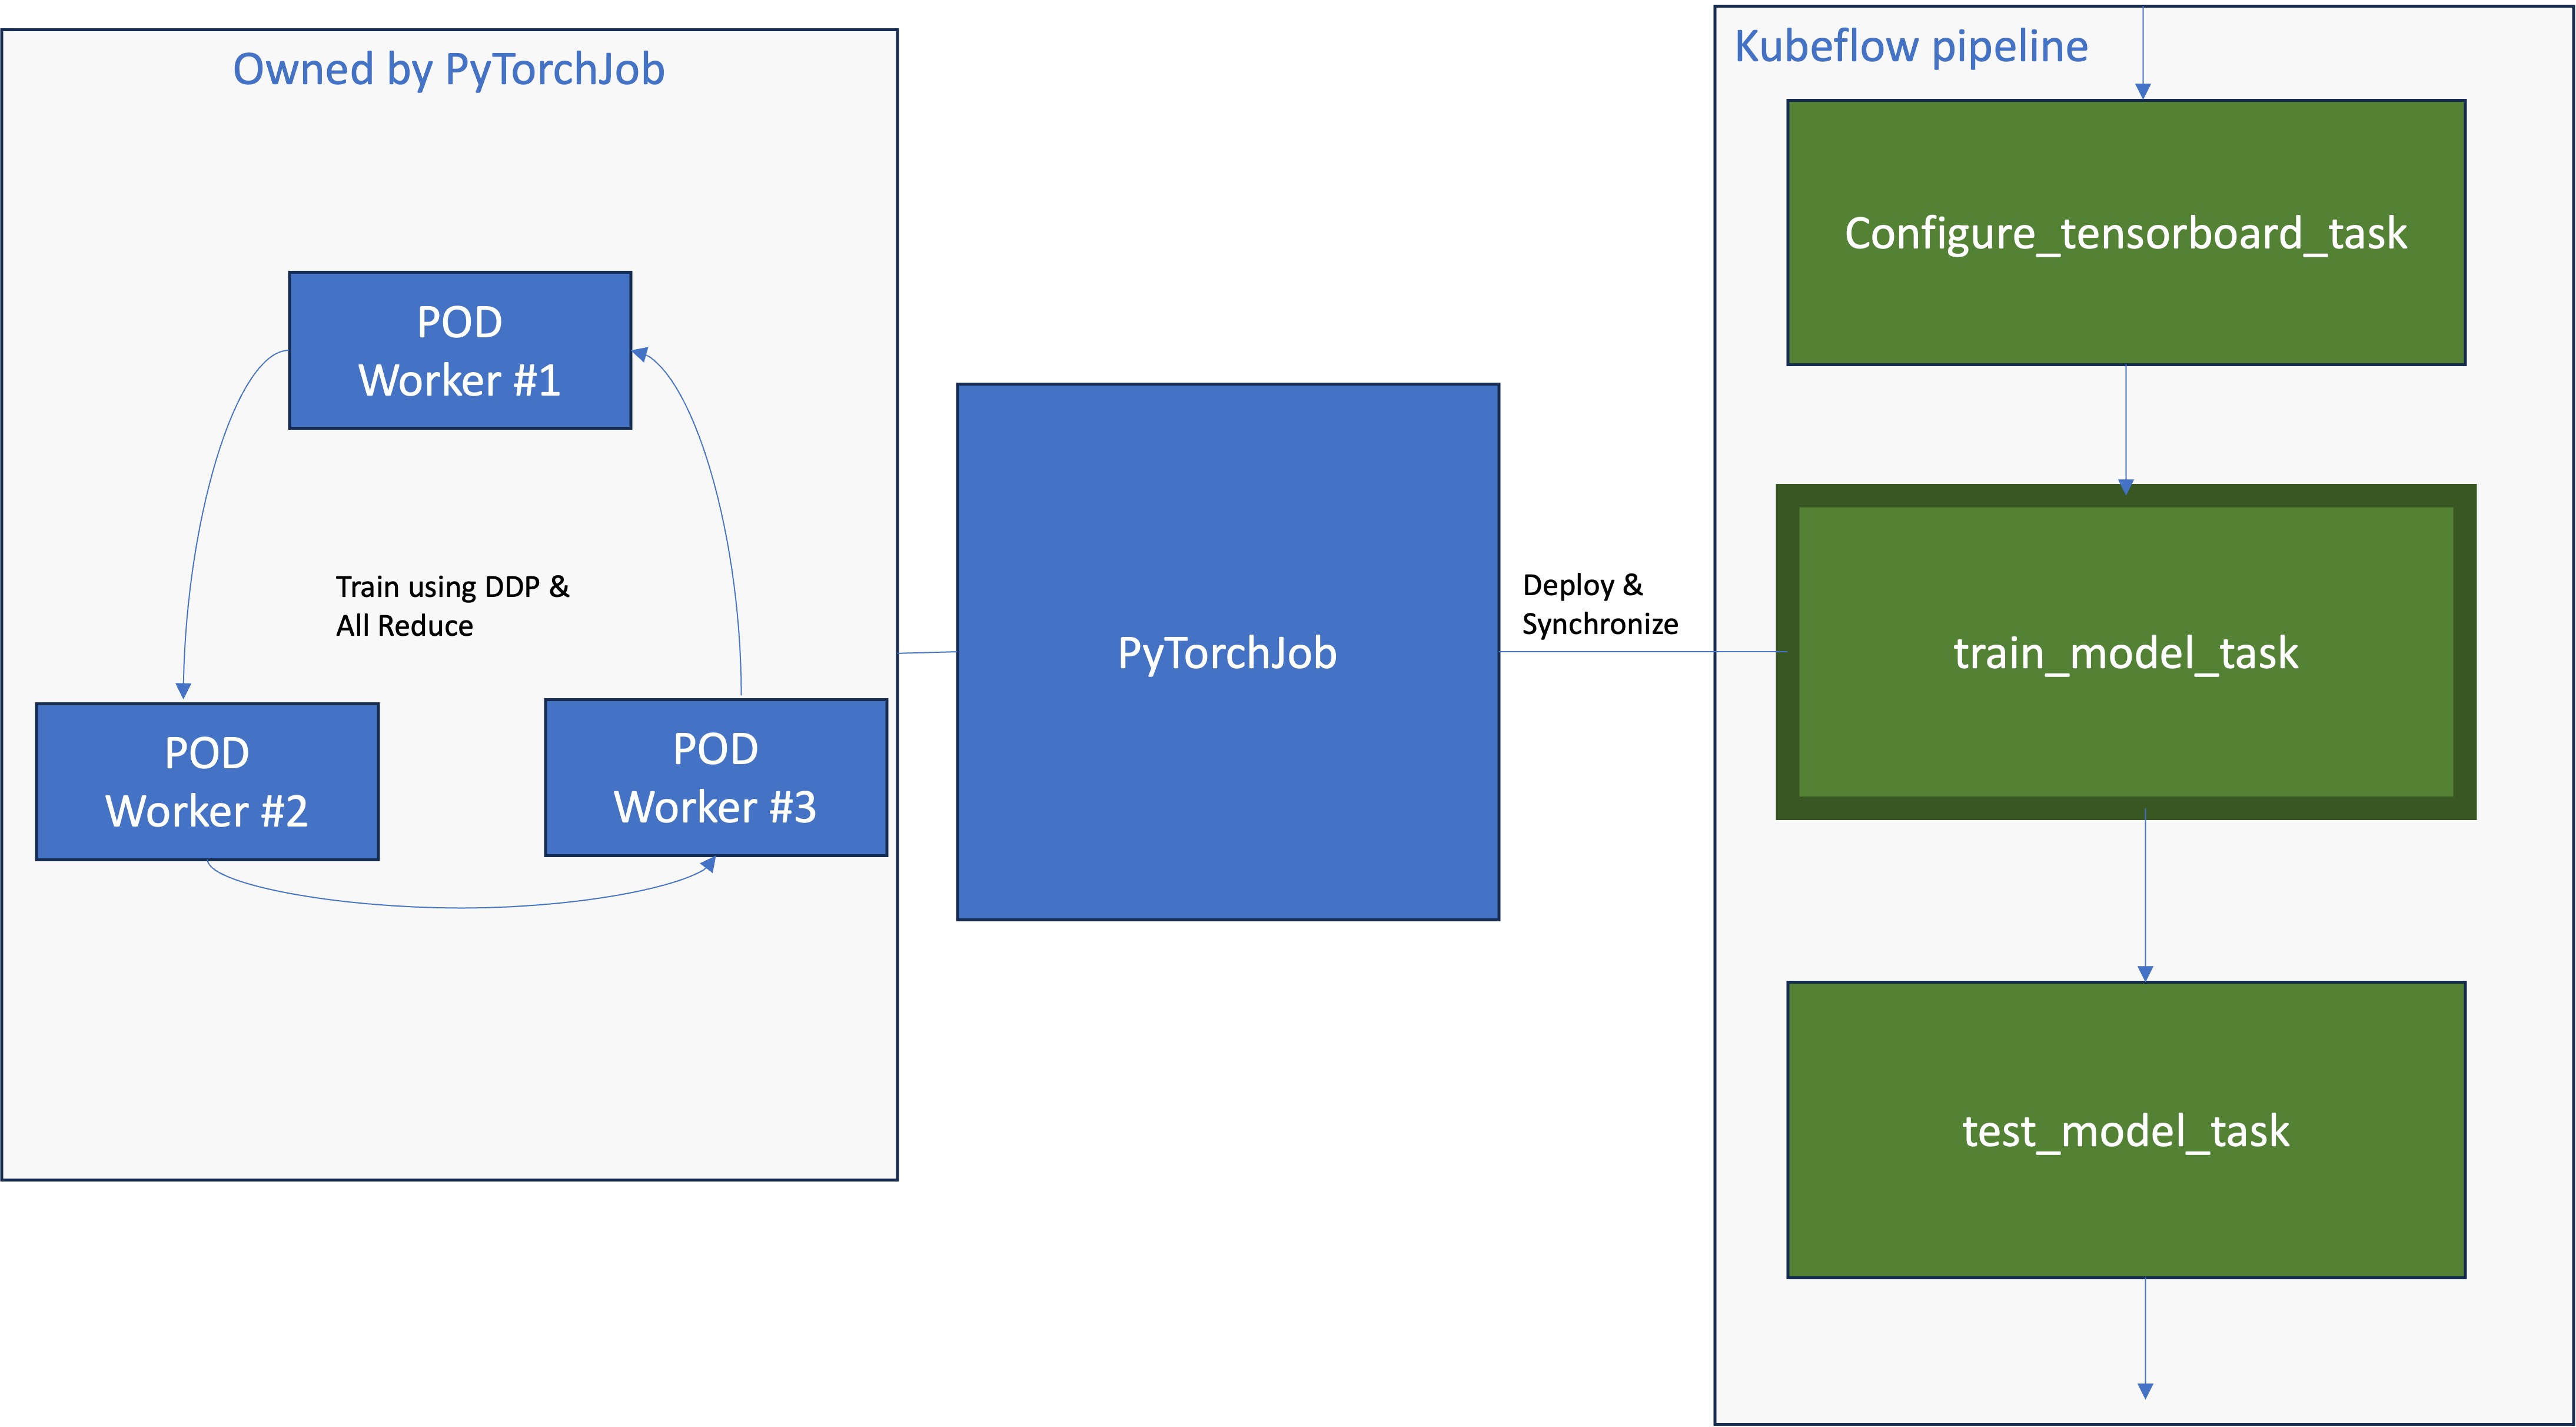 Owned by PyTorchJob
POD
Worker #1
Train using DDP &
All Reduce
POD
Worker #2
POD
Worker #3
PyTorchJob
Deploy &
Synchronize
Kubeflow pipeline
Configure_tensorboard_task
train_model_task
test_model_task